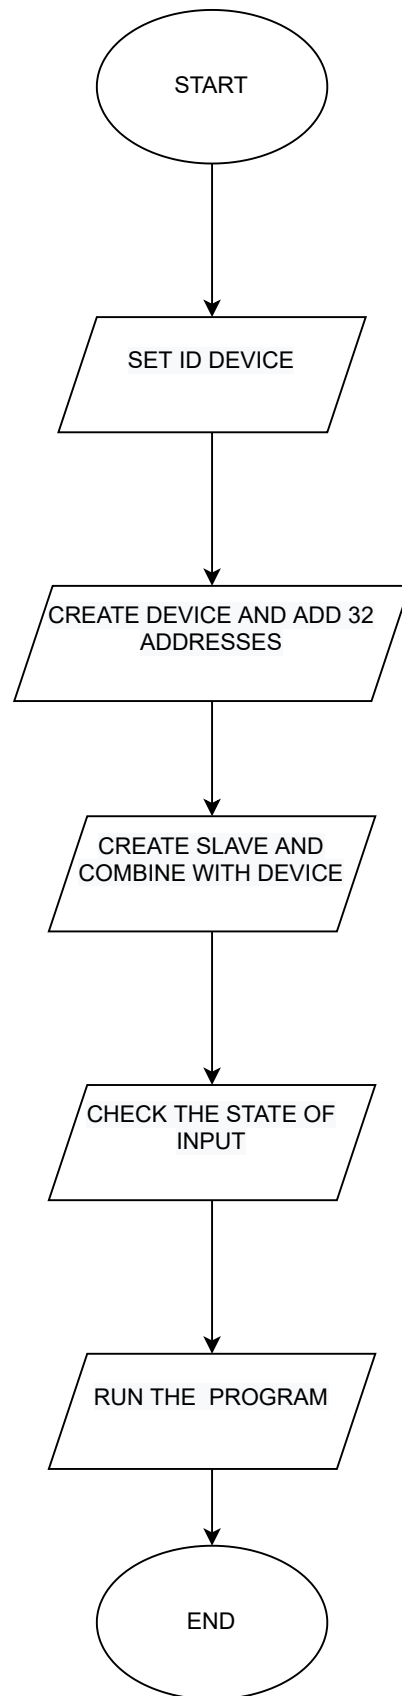 START
SET ID DEVICE
CREATE DEVICE AND ADD 32
ADDRESSES
CREATE SLAVE AND
COMBINE WITH DEVICE
CHECK THE STATE OF
INPUT
RUN THE  PROGRAM
END